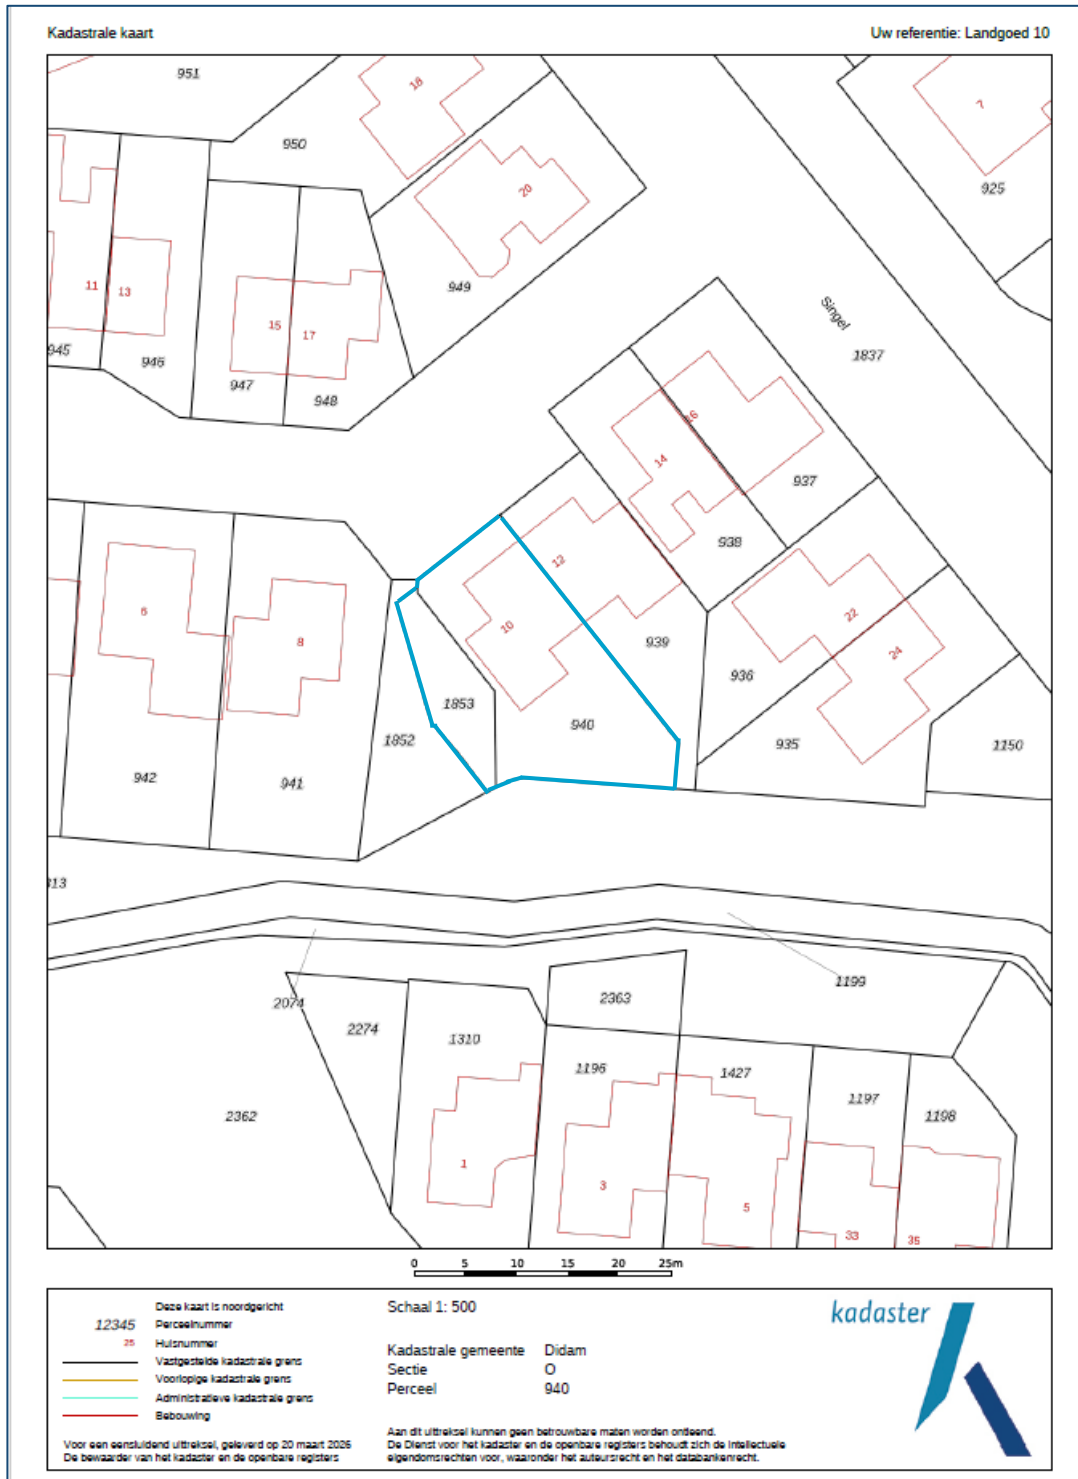 Kadastrale kaart
Uw referentie: Landgoed 10
951
18
7
950
20
925
949
11
13
15
17
Singel
1837
945
946
947
948
16
14
937
938
12
6
8
10
22
939
24
936
1853
940
1852
935
1150
942
941
313
1199
2074
2363
2274
1310
1196
1427
1197
1198
2362
1
3
5
33
35
0 5 10 15 20 25m
Deze kaart is noordgericht
12345 Perceelnummer
25 Huisnummer
Vastgestelde kadastrale grens
Voorlopige kadastrale grens
Administratieve kadastrale grens
Bebouwing
Voor een eensluidend uittreksel, geleverd op 20 maart 2026
De bewaarder van het kadaster en de openbare registers
Schaal 1: 500
Kadastrale gemeente Didam
Sectie O
Perceel 940
Aan dit uittreksel kunnen geen betrouwbare maten worden ontleend.
De Dienst voor het kadaster en de openbare registers behoudt zich de intellectuele
eigendomsrechten voor, waaronder het auteursrecht en het databankenrecht.
kadaster